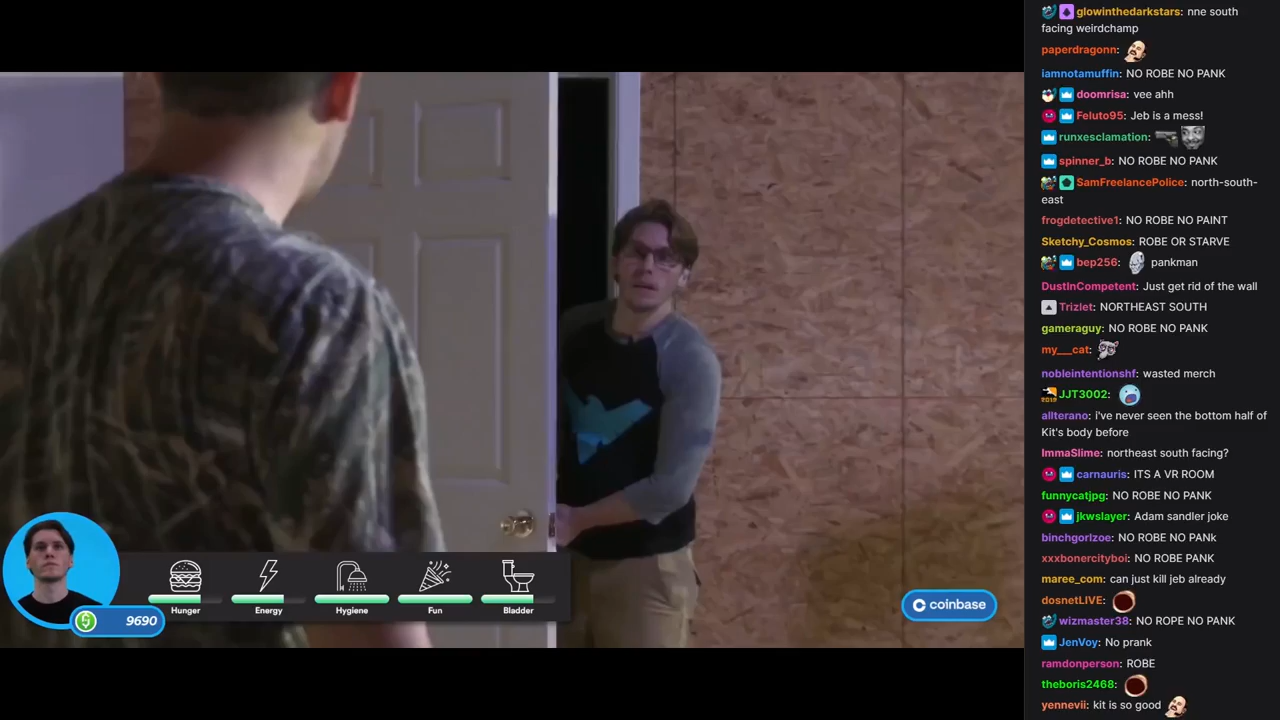 glowinthedarkstars: nne south
facing weirdchamp
paperdragonn:
iamnotamuffin: NO ROBE NO PANK
doomrisa: vee ahh
Feluto95: Jeb is a mess!
runxesclamation:
spinner_b: NO ROBE NO PANK
SamFreelancePolice: north-south-
east
frogdetective1: NO ROBE NO PAINT
Sketchy_Cosmos: ROBE OR STARVE
bep256: pankman
DustInCompetent: Just get rid of the wall
Trizlet: NORTHEAST SOUTH
gameraguy: NO ROBE NO PANK
my___cat:
nobleintentionshf: wasted merch
JJT3002:
allterano: i've never seen the bottom half of
Kit's body before
ImmaSlime: northeast south facing?
carnauris: ITS A VR ROOM
funnycatjpg: NO ROBE NO PANK
jkwslayer: Adam sandler joke
binchgorlzoe: NO ROBE NO PANk
xxxbonercityboi: NO ROBE PANK
maree_com: can just kill jeb already
dosnetLIVE:
wizmaster38: NO ROPE NO PANK
JenVoy: No prank
ramdonperson: ROBE
theboris2468:
yennevii: kit is so good
Hunger
Energy
Hygiene
Fun
Bladder
9690
coinbase